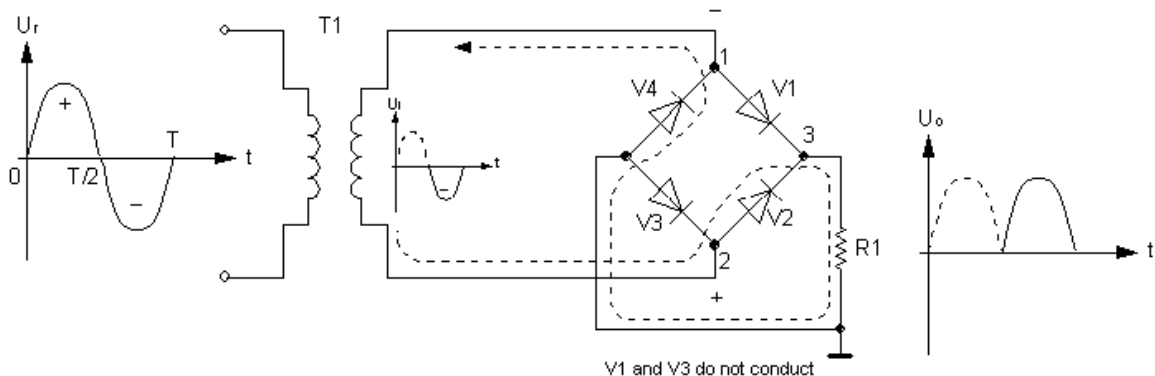 Ur
T1
−
1
V4
V1
Ui
+
T
3
Uo
t
t
0
T/2
−
−
V3
V2
R1
t
2
+
V1 and V3 do not conduct